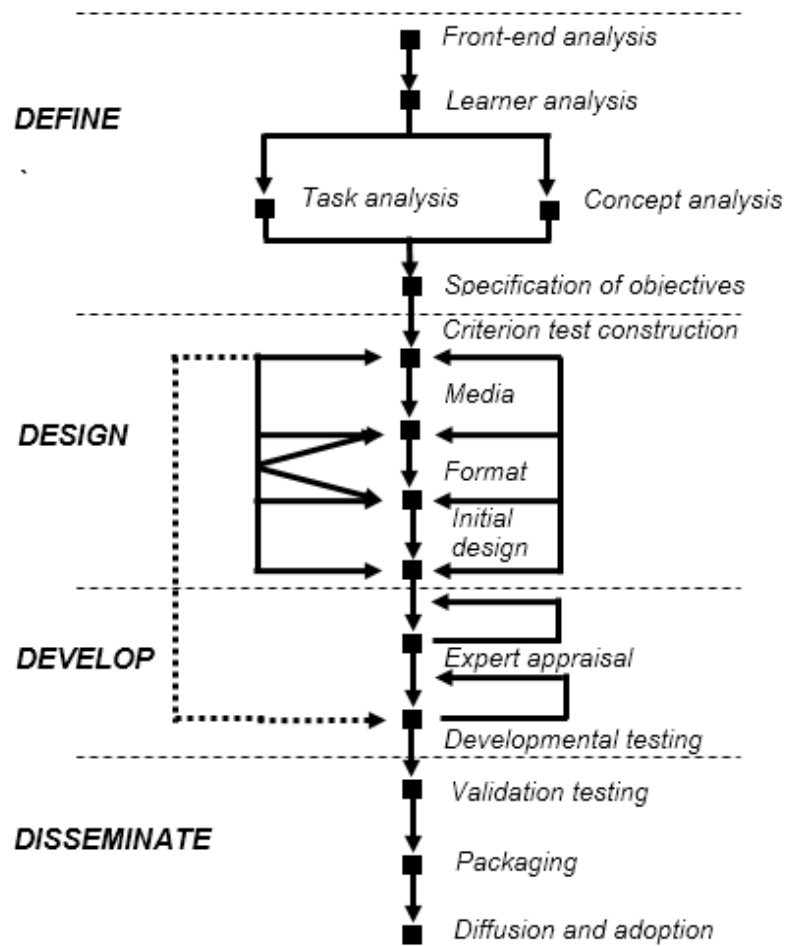 Front-end analysis
Learner analysis
DEFINE
Task analysis
Concept analysis
Specification of objectives
Criterion test construction
Media
DESIGN
Format
Initial
design
Expert appraisal
DEVELOP
Developmental testing
Validation testing
DISSEMINATE
Packaging
Diffusion and adoption